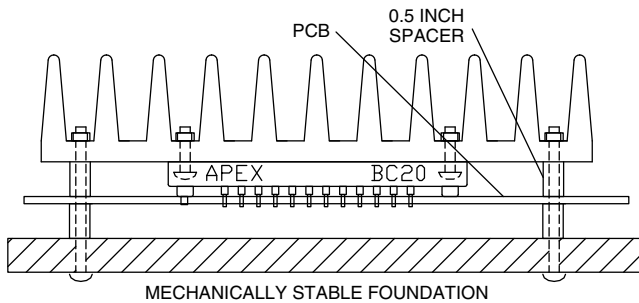 PCB
0.5 INCH
SPACER
APEX BC20
MECHANICALLY STABLE FOUNDATION